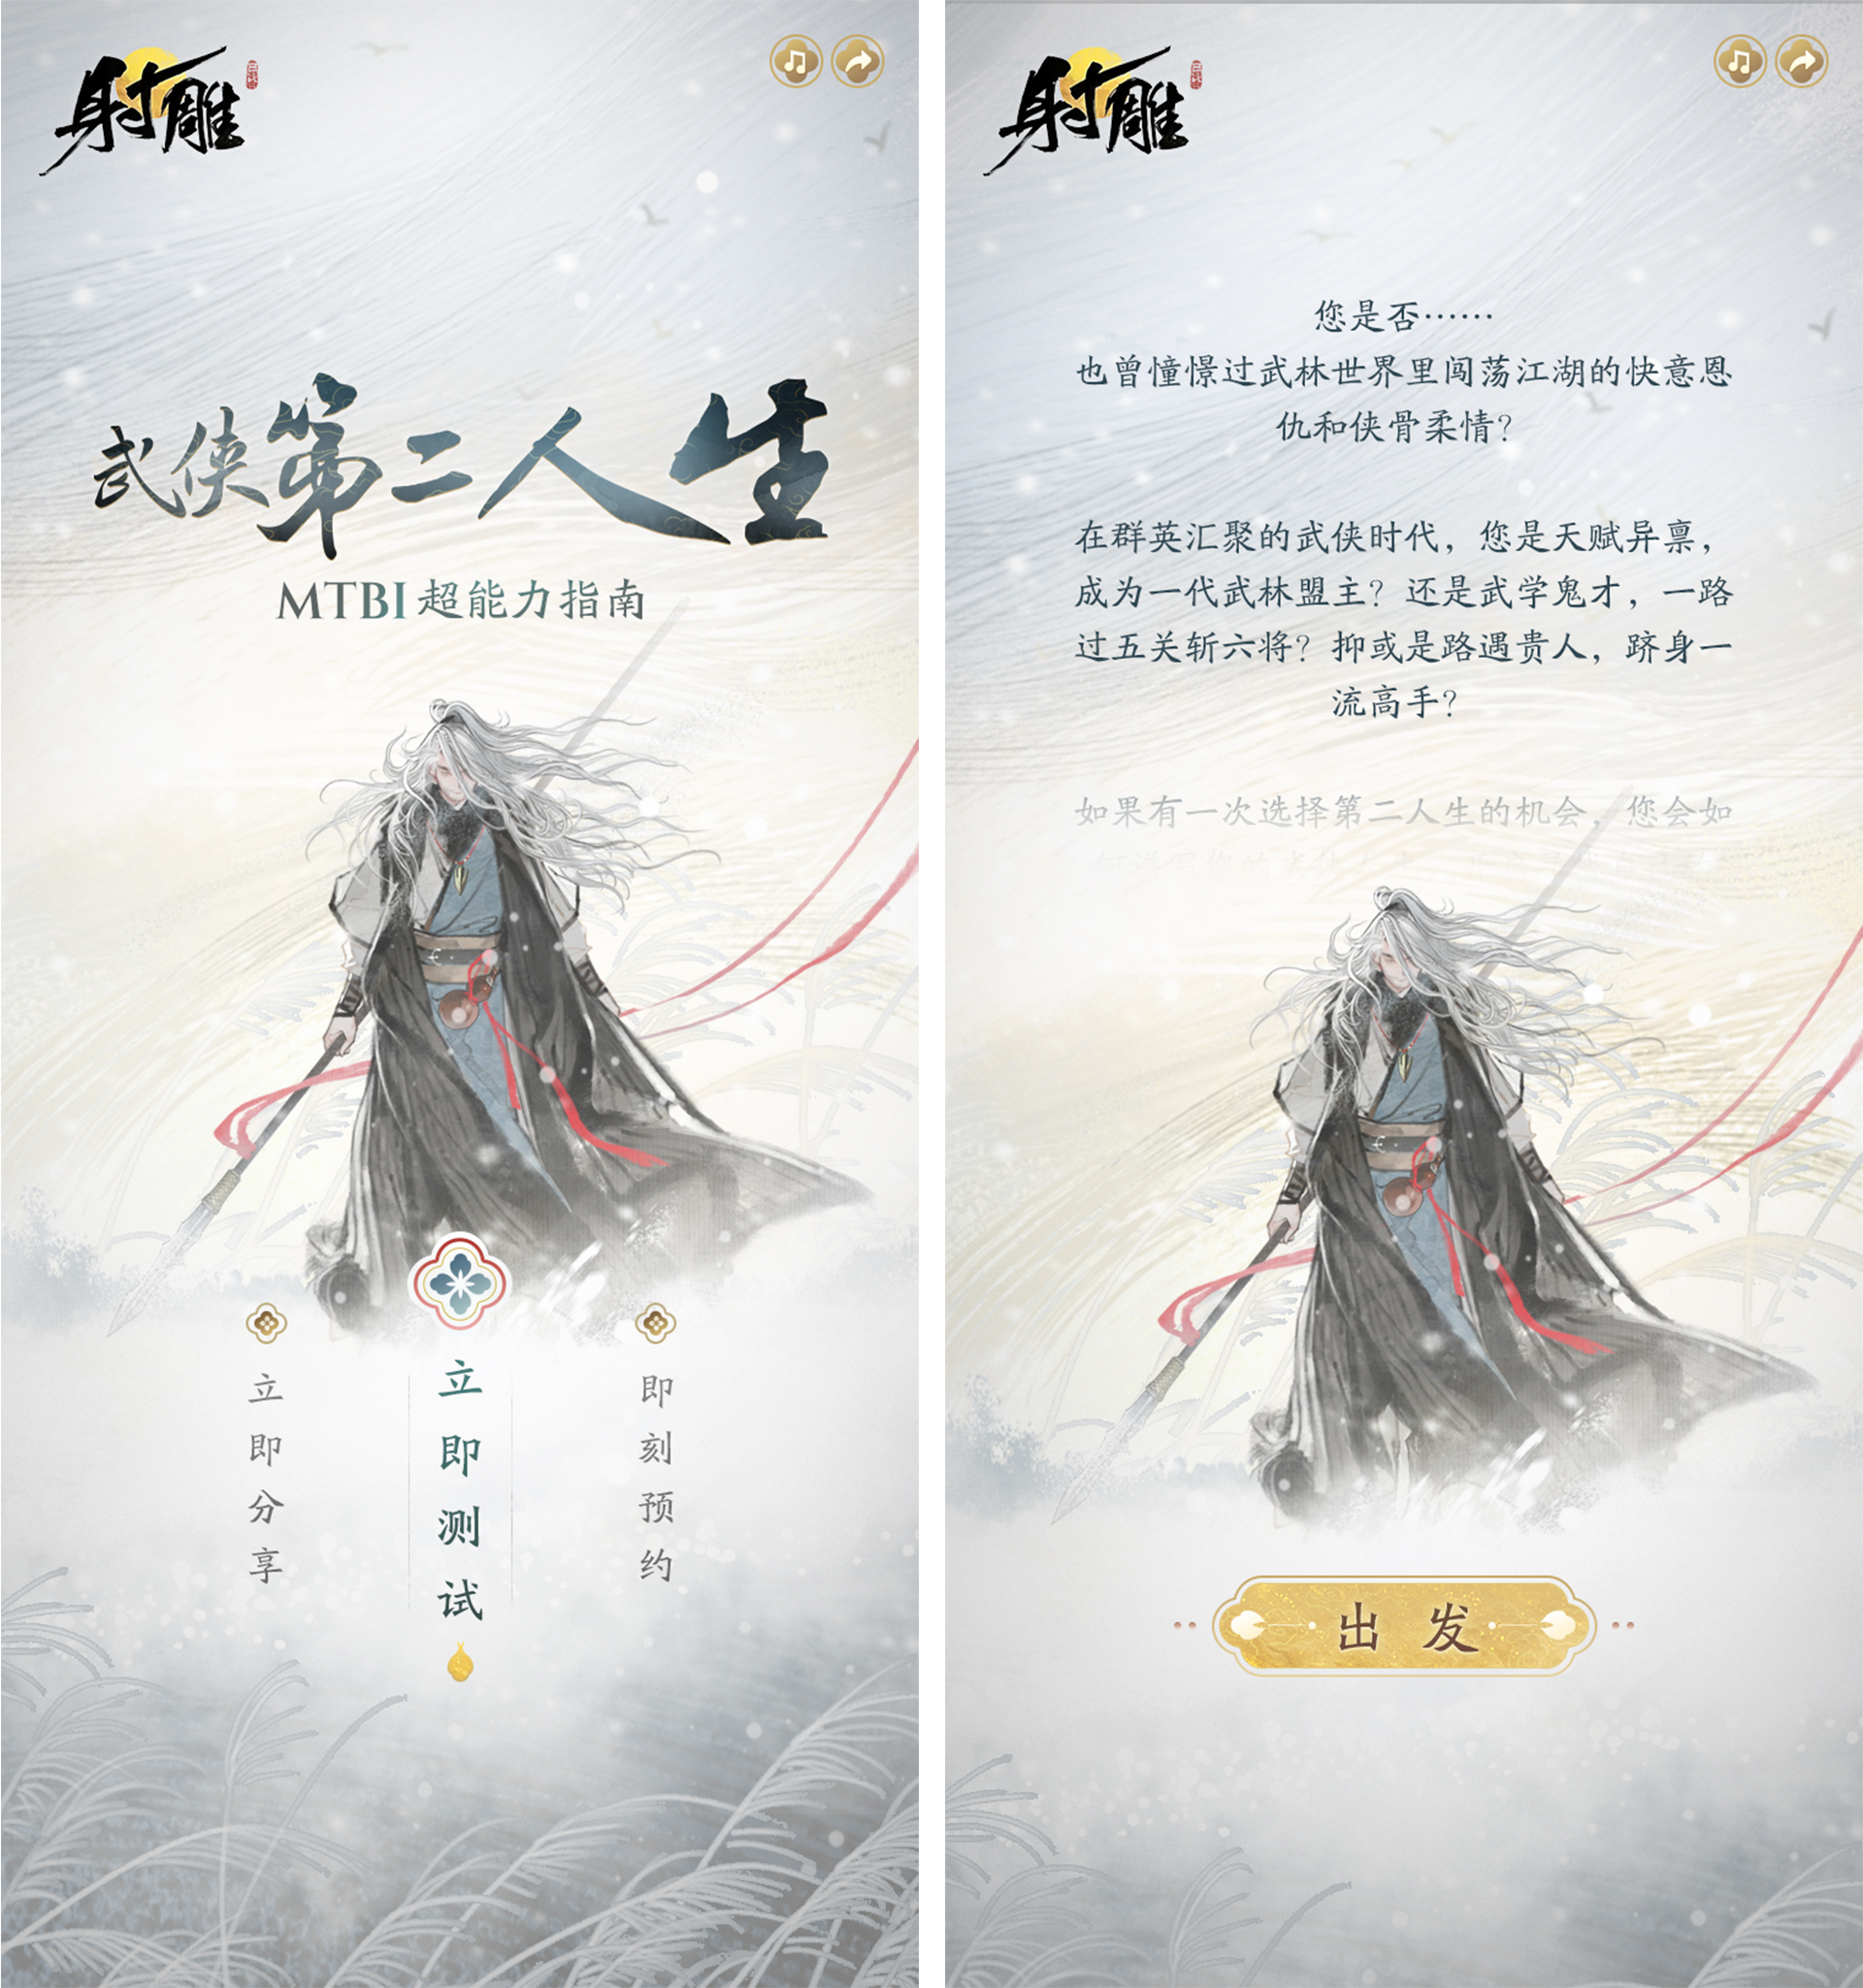 射雕
武侠第二人生
MTBI超能力指南
立即分享
立即测试
即刻预约
射雕
您是否······
也曾憧憬过武林世界里闯荡江湖的快意恩
仇和侠骨柔情?
在群英汇聚的武侠时代，您是天赋异禀，
成为一代武林盟主? 还是武学鬼才，一路
过五关斩六将? 抑或是路遇贵人，跻身一
流高手?
如果有一次选择第二人生的机会，您会如
出发